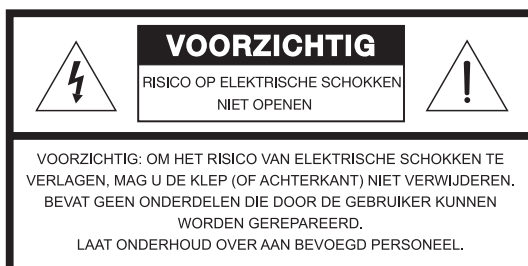 VOORZICHTIG
RISICO OP ELEKTRISCHE SCHOKKEN
NIET OPENEN
VOORZICHTIG: OM HET RISICO VAN ELEKTRISCHE SCHOKKEN TE
VERLAGEN, MAG U DE KLEP (OF ACHTERKANT) NIET VERWIJDEREN.
BEVAT GEEN ONDERDELEN DIE DOOR DE GEBRUIKER KUNNEN
WORDEN GEREPAREERD.
LAAT ONDERHOUD OVER AAN BEVOEGD PERSONEEL.